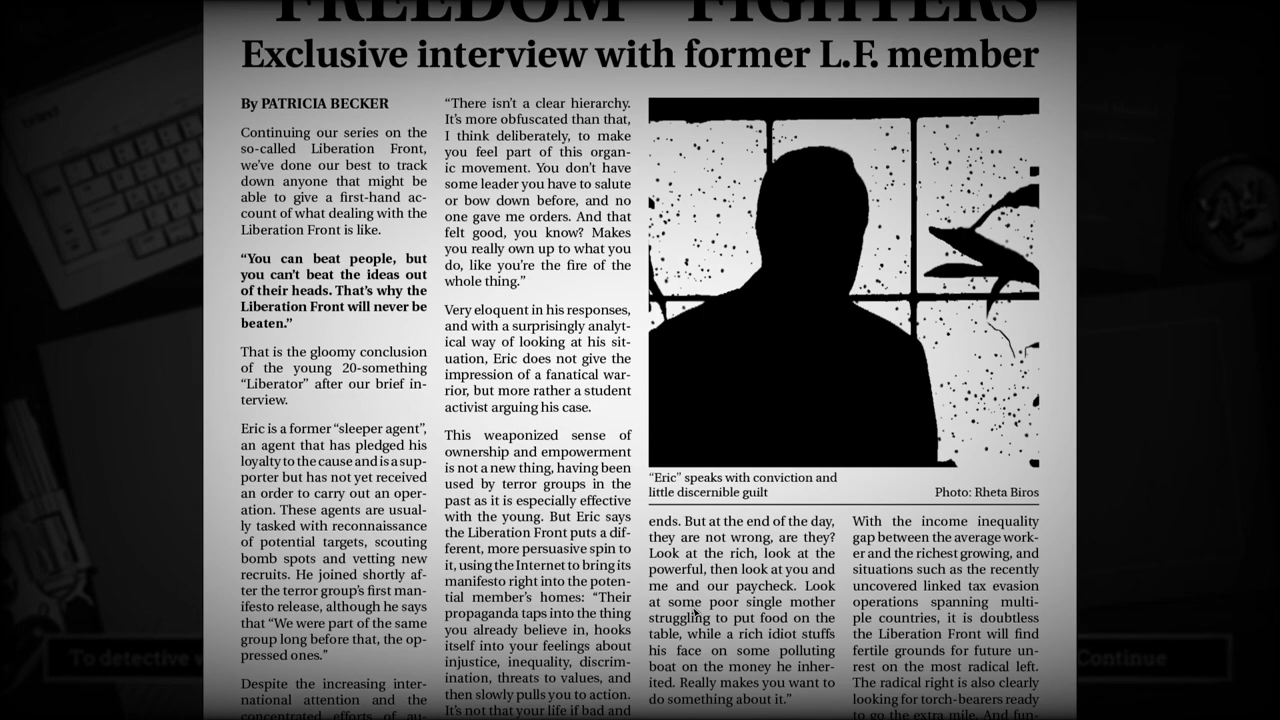 FREEDOM FIGHTERS
Exclusive interview with former L.F. member
By PATRICIA BECKER
Continuing our series on the
so-called Liberation Front,
we've done our best to track
down anyone that might be
able to give a first-hand ac-
count of what dealing with the
Liberation Front is like.
“You can beat people, but
you can't beat the ideas out
of their heads. That's why the
Liberation Front will never be
beaten.”
That is the gloomy conclusion
of the young 20-something
“Liberator” after our brief in-
terview.
Eric is a former “sleeper agent”,
an agent that has pledged his
loyalty to the cause and is a sup-
porter but has not yet received
an order to carry out an oper-
ation. These agents are usual-
ly tasked with reconnaissance
of potential targets, scouting
bomb spots and vetting new
recruits. He joined shortly af-
ter the terror group's first man-
ifesto release, although he says
that “We were part of the same
group long before that, the op-
pressed ones.”
Despite the increasing inter-
national attention and the
concentrated efforts of au-
“There isn't a clear hierarchy.
It's more obfuscated than that,
I think deliberately, to make
you feel part of this organ-
ic movement. You don't have
some leader you have to salute
or bow down before, and no
one gave me orders. And that
felt good, you know? Makes
you really own up to what you
do, like you're the fire of the
whole thing.”
Very eloquent in his responses,
and with a surprisingly analyt-
ical way of looking at his sit-
uation, Eric does not give the
impression of a fanatical war-
rior, but more rather a student
activist arguing his case.
This weaponized sense of
ownership and empowerment
is not a new thing, having been
used by terror groups in the
past as it is especially effective
with the young. But Eric says
the Liberation Front puts a dif-
ferent, more persuasive spin to
it, using the Internet to bring its
manifesto right into the poten-
tial member's homes: “Their
propaganda taps into the thing
you already believe in, hooks
itself into your feelings about
injustice, inequality, discrim-
ination, threats to values, and
then slowly pulls you to action.
It's not that your life if bad and
“Eric” speaks with conviction and
little discernible guilt
Photo: Rheta Biros
ends. But at the end of the day,
they are not wrong, are they?
Look at the rich, look at the
powerful, then look at you and
me and our paycheck. Look
at some poor single mother
struggling to put food on the
table, while a rich idiot stuffs
his face on some polluting
boat on the money he inher-
ited. Really makes you want to
do something about it.”
With the income inequality
gap between the average work-
er and the richest growing, and
situations such as the recently
uncovered linked tax evasion
operations spanning multi-
ple countries, it is doubtless
the Liberation Front will find
fertile grounds for future un-
rest on the most radical left.
The radical right is also clearly
looking for torch-bearers ready
to go the extra mile. And fun-
To detective
Continue